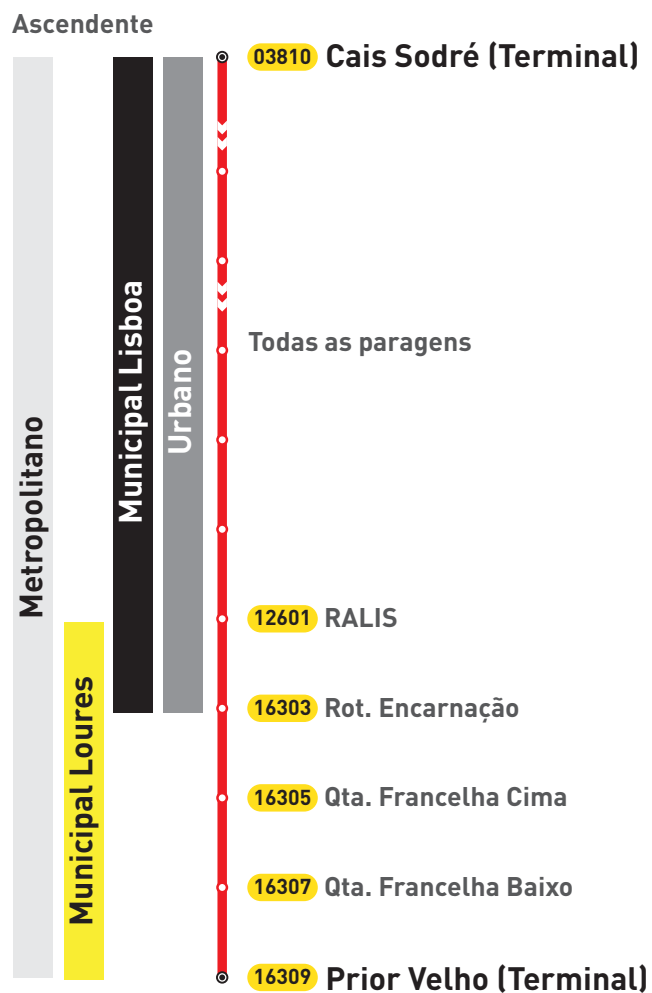 Ascendente
03810 Cais Sodré (Terminal)
Todas as paragens
Municipal Lisboa
Urbano
Metropolitano
12601 RALIS
Municipal Loures
16303 Rot. Encarnação
16305 Qta. Francelha Cima
16307 Qta. Francelha Baixo
16309 Prior Velho (Terminal)